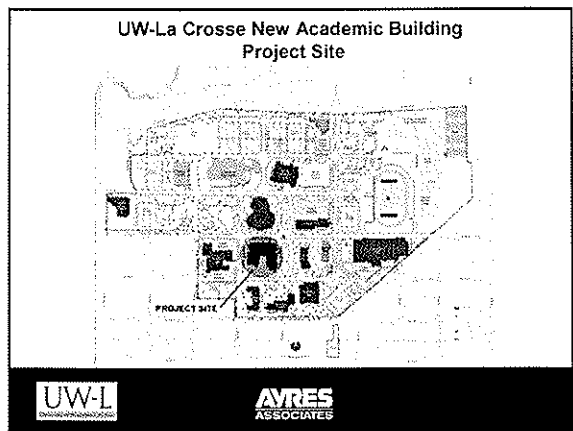 UW-La Crosse New Academic Building
Project Site
PROJECT SITE
UW-L
AYRES
ASSOCIATES